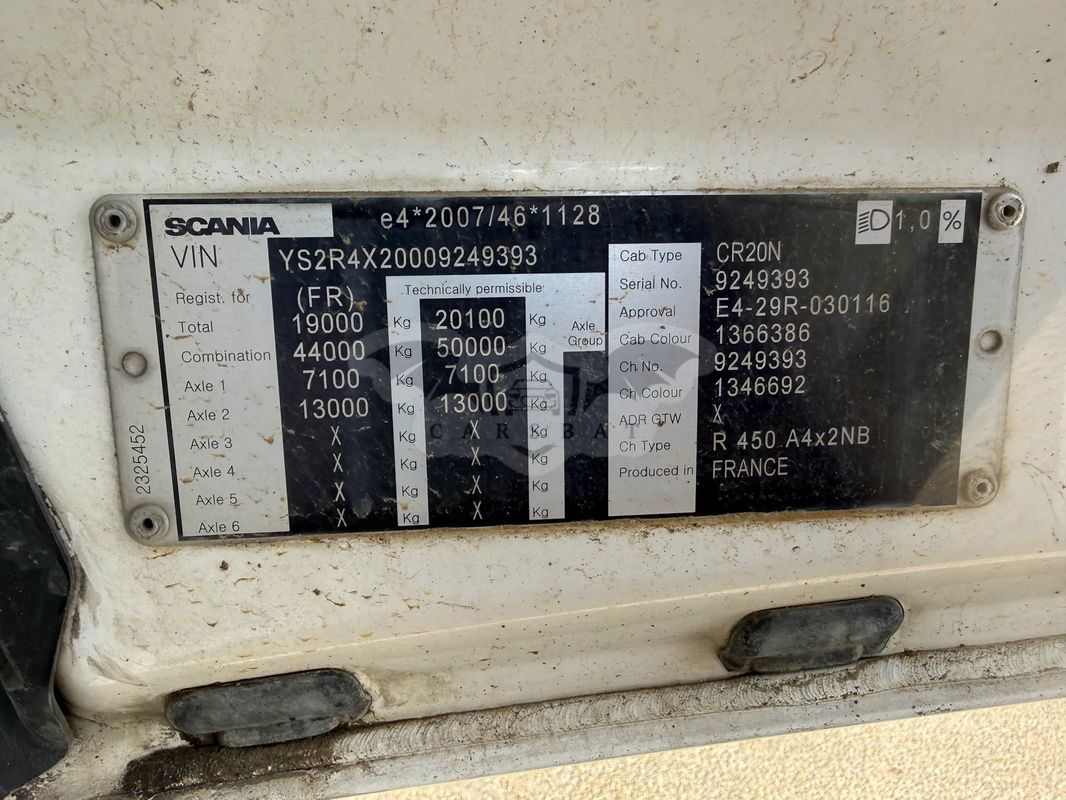 SCANIA e4*2007/46*1128 1,0 %
VIN YS2R4X20009249393
Regist. for (FR) Technically permissible
Total 19000 Kg 20100 Kg Axle Group
Combination 44000 Kg 50000 Kg
Axle 1 7100 Kg 7100 Kg
Axle 2 13000 Kg 13000 Kg
Axle 3 X Kg X Kg
Axle 4 X Kg X Kg
Axle 5 X Kg X Kg
Axle 6 X Kg X Kg
Cab Type CR20N
Serial No. 9249393
Approval E4-29R-030116
Cab Colour 1366386
Ch No. 9249393
Ch Colour 1346692
ADR GTW X
Ch Type R 450 A4x2NB
Produced in FRANCE
2325452
CARIBAT